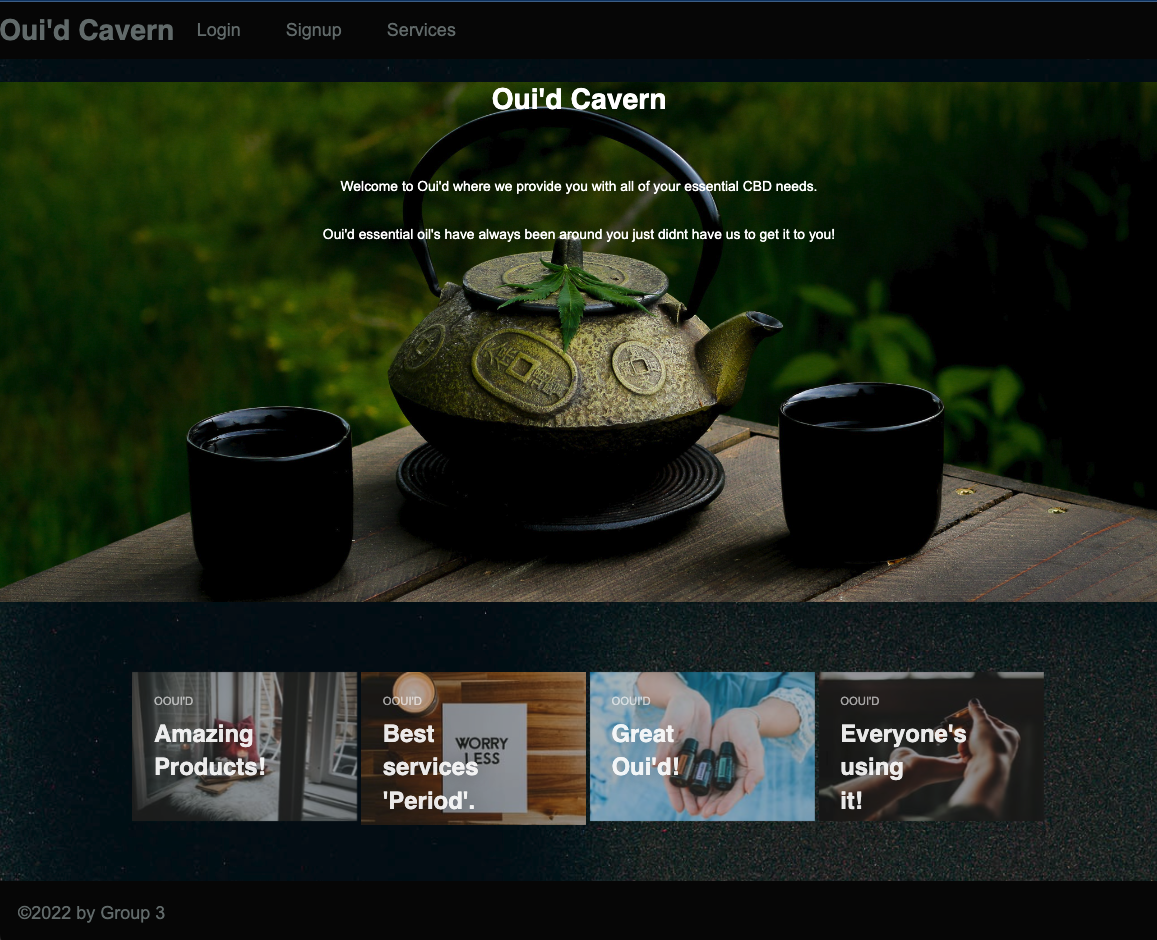 Oui'd Cavern Login Signup Services
Oui'd Cavern
Welcome to Oui'd where we provide you with all of your essential CBD needs.
Oui'd essential oil's have always been around you just didnt have us to get it to you!
OOUI'D
Amazing
Products!
OOUI'D
Best
services
'Period'.
WORRY
LESS
OOUI'D
Great
Oui'd!
OOUI'D
Everyone's
using
it!
©2022 by Group 3